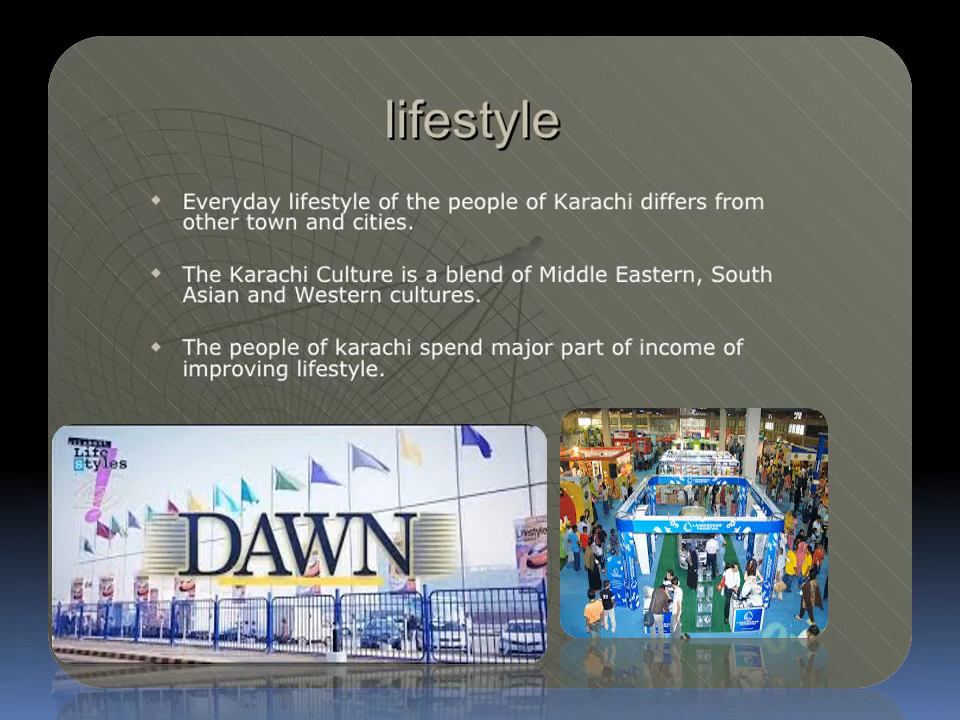 lifestyle
Everyday lifestyle of the people of Karachi differs from
other town and cities.
The Karachi Culture is a blend of Middle Eastern, South
Asian and Western cultures.
The people of karachi spend major part of income of
improving lifestyle.
Life
styles
!
DAWN